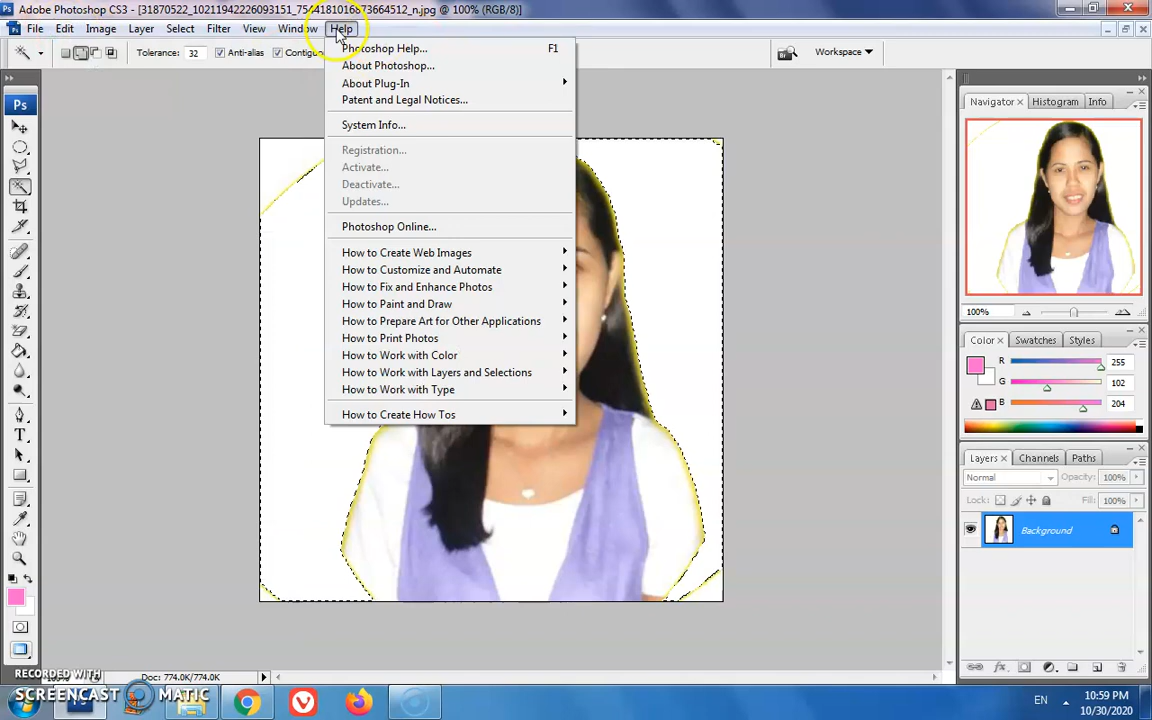 Adobe Photoshop CS3 - [31870522_10211942226093151_7544181016873664512_n.jpg @ 100% (RGB/8)]
File Edit Image Layer Select Filter View Window Help
Tolerance: 32 Anti-alias Contiguous Workspace
Photoshop Help... F1
About Photoshop...
About Plug-In
Patent and Legal Notices...
System Info...
Registration...
Activate...
Deactivate...
Updates...
Photoshop Online...
How to Create Web Images
How to Customize and Automate
How to Fix and Enhance Photos
How to Paint and Draw
How to Prepare Art for Other Applications
How to Print Photos
How to Work with Color
How to Work with Layers and Selections
How to Work with Type
How to Create How Tos
Ps
Navigator Histogram Info
100%
Color Swatches Styles
R 255
G 102
B 204
Layers Channels Paths
Normal Opacity: 100%
Lock: Fill: 100%
Background
Doc: 774.0K/774.0K
RECORDED WITH
SCREENCAST MATIC
Ps
EN
10:59 PM
10/30/2020